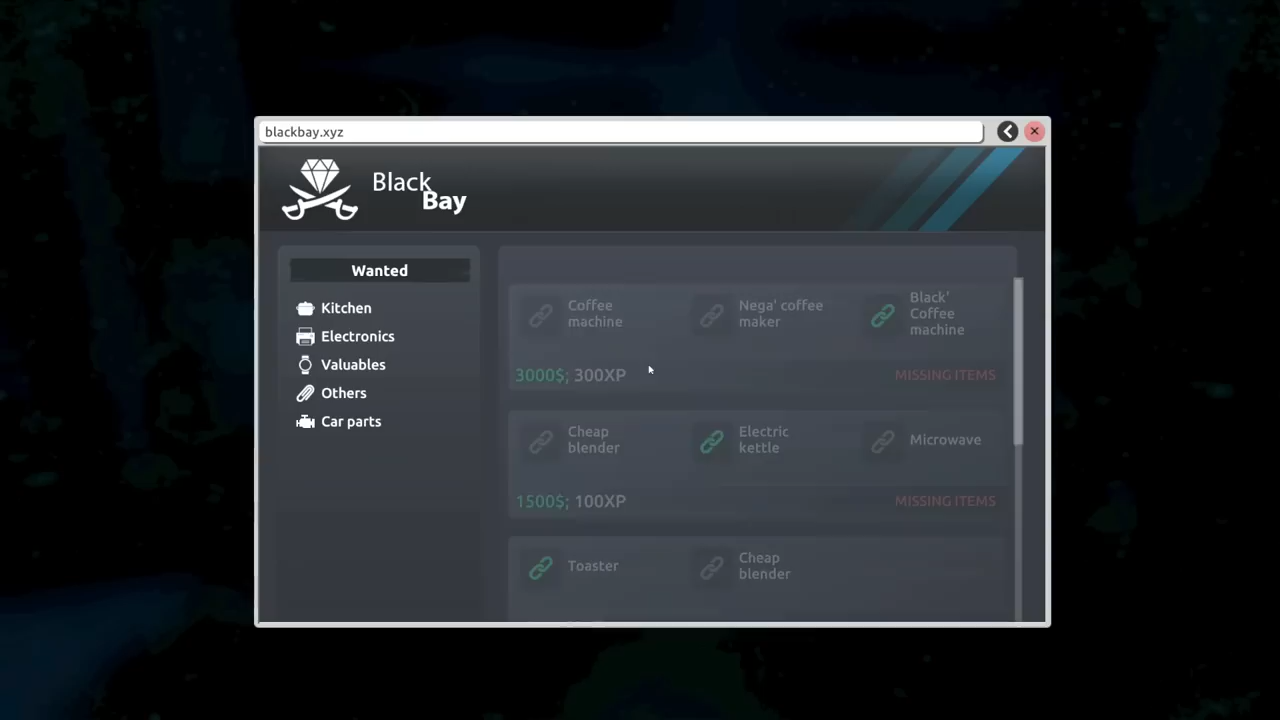 blackbay.xyz
Black
Bay
Wanted
Kitchen
Electronics
Valuables
Others
Car parts
Coffee
machine
Nega' coffee
maker
Black'
Coffee
machine
3000$; 300XP
MISSING ITEMS
Cheap
blender
Electric
kettle
Microwave
1500$; 100XP
MISSING ITEMS
Toaster
Cheap
blender